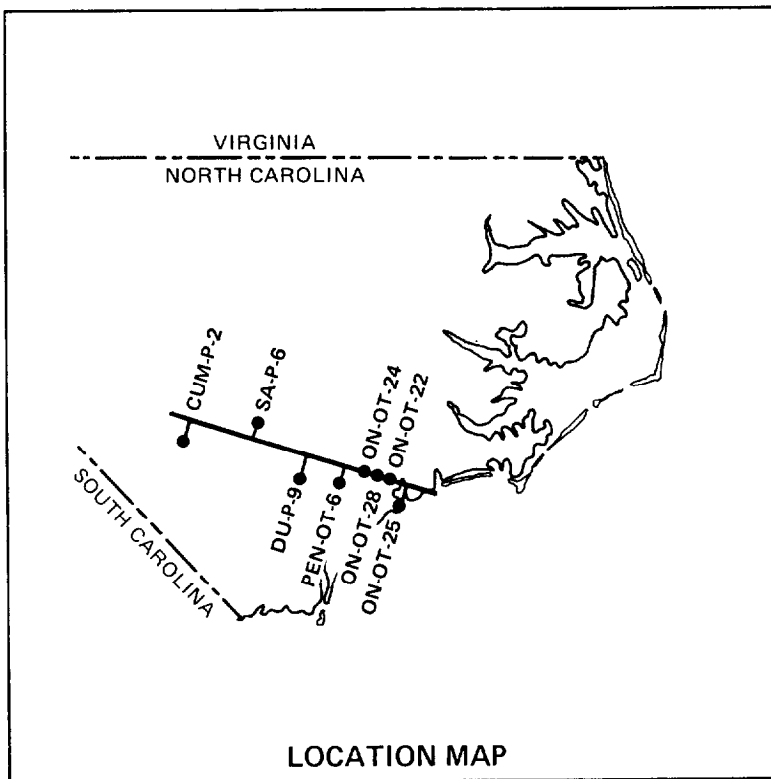 VIRGINIA
NORTH CAROLINA
CUM-P-2
SA-P-6
ON-OT-24
ON-OT-22
DU-P-9
PEN-OT-6
ON-OT-28
ON-OT-25
SOUTH CAROLINA
LOCATION MAP